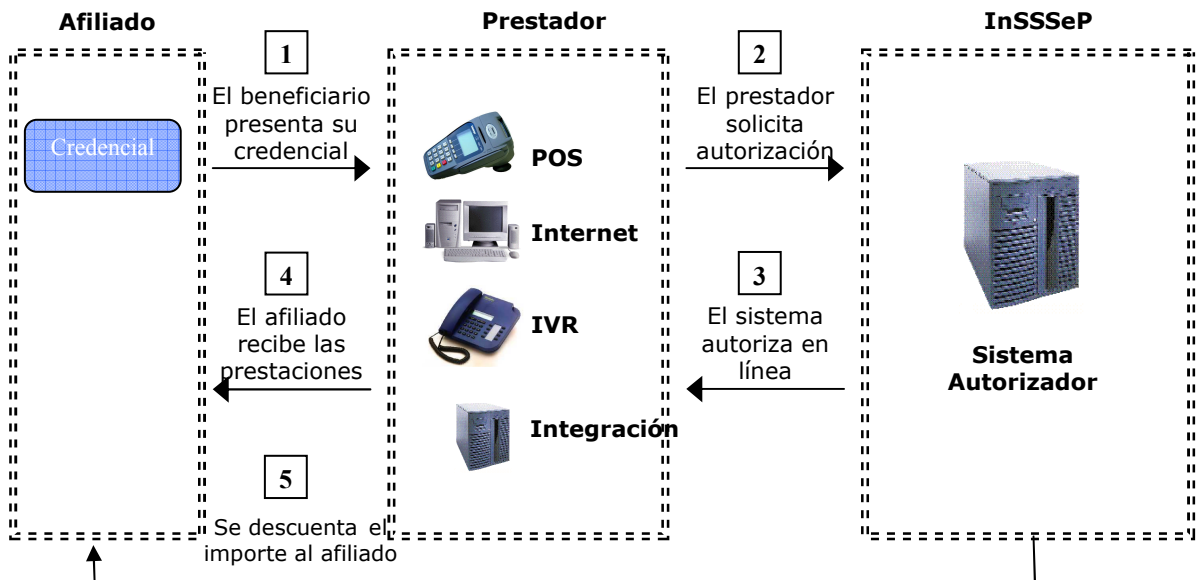 Afiliado
Prestador
InSSSeP
1
El beneficiario
presenta su
credencial
2
El prestador
solicita
autorización
Credencial
POS
Internet
IVR
Integración
4
El afiliado
recibe las
prestaciones
3
El sistema
autoriza en
línea
Sistema
Autorizador
5
Se descuenta el
importe al afiliado